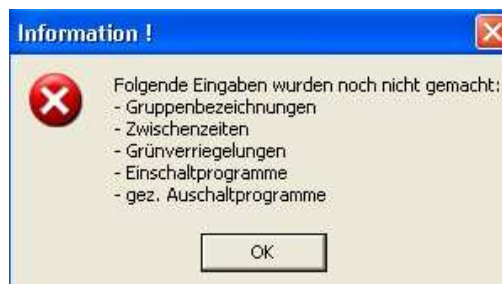 Information !
Folgende Eingaben wurden noch nicht gemacht:
- Gruppenbezeichnungen
- Zwischenzeiten
- Grünverriegelungen
- Einschaltprogramme
- gez. Auschaltprogramme
OK